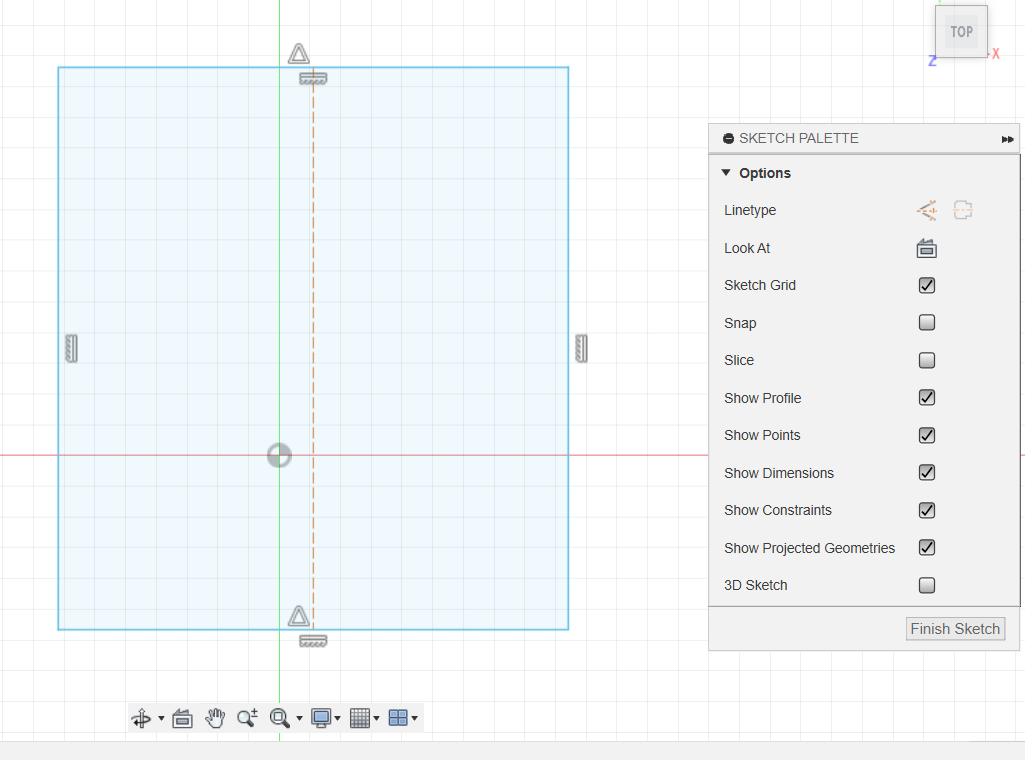 TOP
X
Z
SKETCH PALETTE
Options
Linetype
Look At
Sketch Grid
Snap
Slice
Show Profile
Show Points
Show Dimensions
Show Constraints
Show Projected Geometries
3D Sketch
Finish Sketch